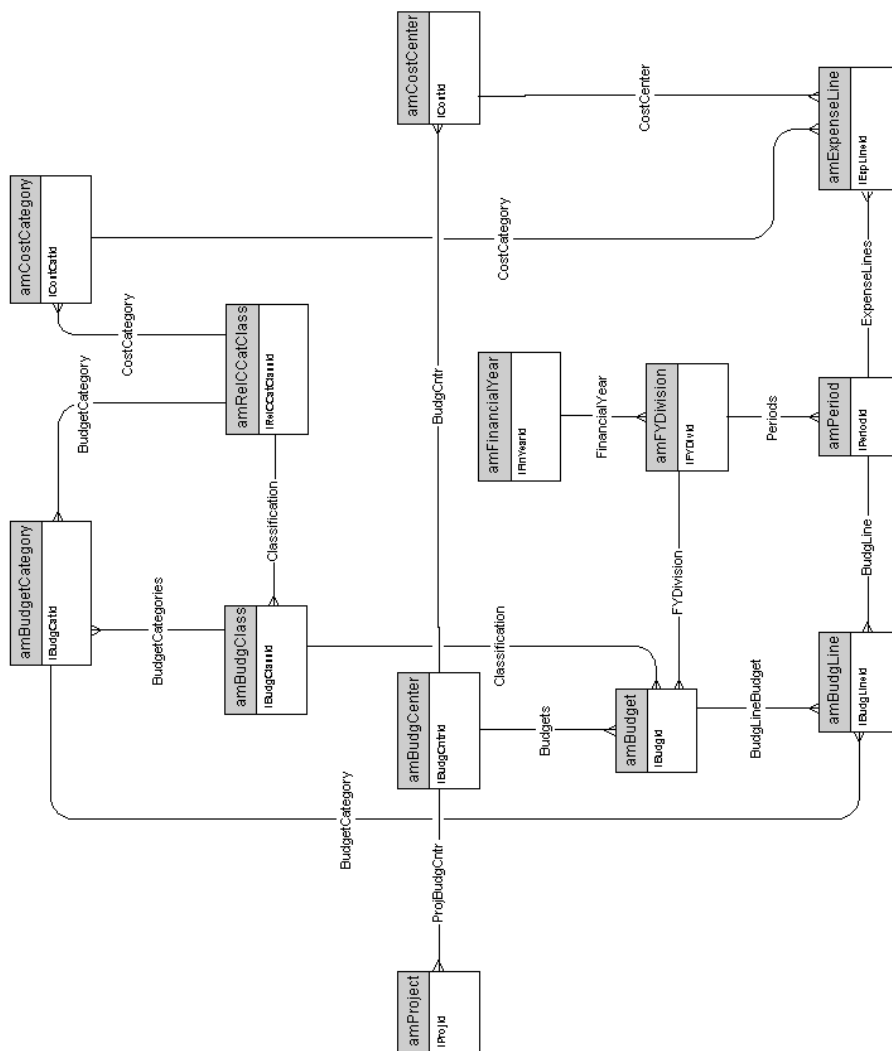 amBudgetCategory
lBudgCatId
amCostCategory
lCostCatId
BudgetCategory
CostCategory
BudgetCategories
amBudgClass
lBudgClassId
Classification
amRelCCatClass
lRelCCatClassId
BudgetCategory
amProject
lProjId
ProjBudgCntr
amBudgCenter
lBudgCntrId
BudgCntr
amCostCenter
lCostId
Classification
amFinancialYear
lFinYearId
CostCategory
Budgets
FinancialYear
amBudget
lBudgId
FYDivision
amFYDivision
lFYDivId
CostCenter
BudgLineBudget
Periods
amBudgLine
lBudgLineId
BudgLine
amPeriod
lPeriodId
ExpenseLines
amExpenseLine
lExpLineId